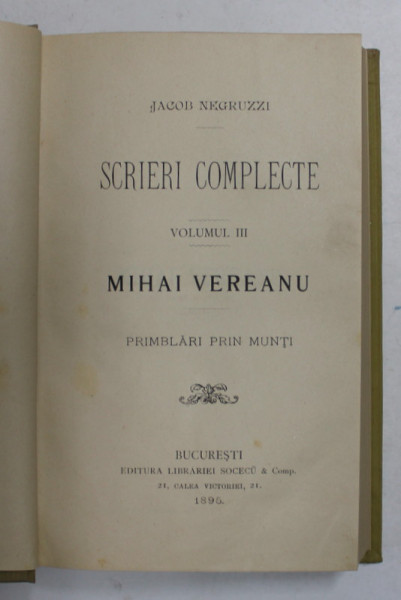 JACOB NEGRUZZI
SCRIERI COMPLECTE
VOLUMUL III
MIHAI VEREANU
PRIMBLĂRI PRIN MUNȚI
BUCUREȘTI
EDITURA LIBRARIEI SOCECŬ & Comp.
21, CALEA VICTORIEI, 21.
1895.